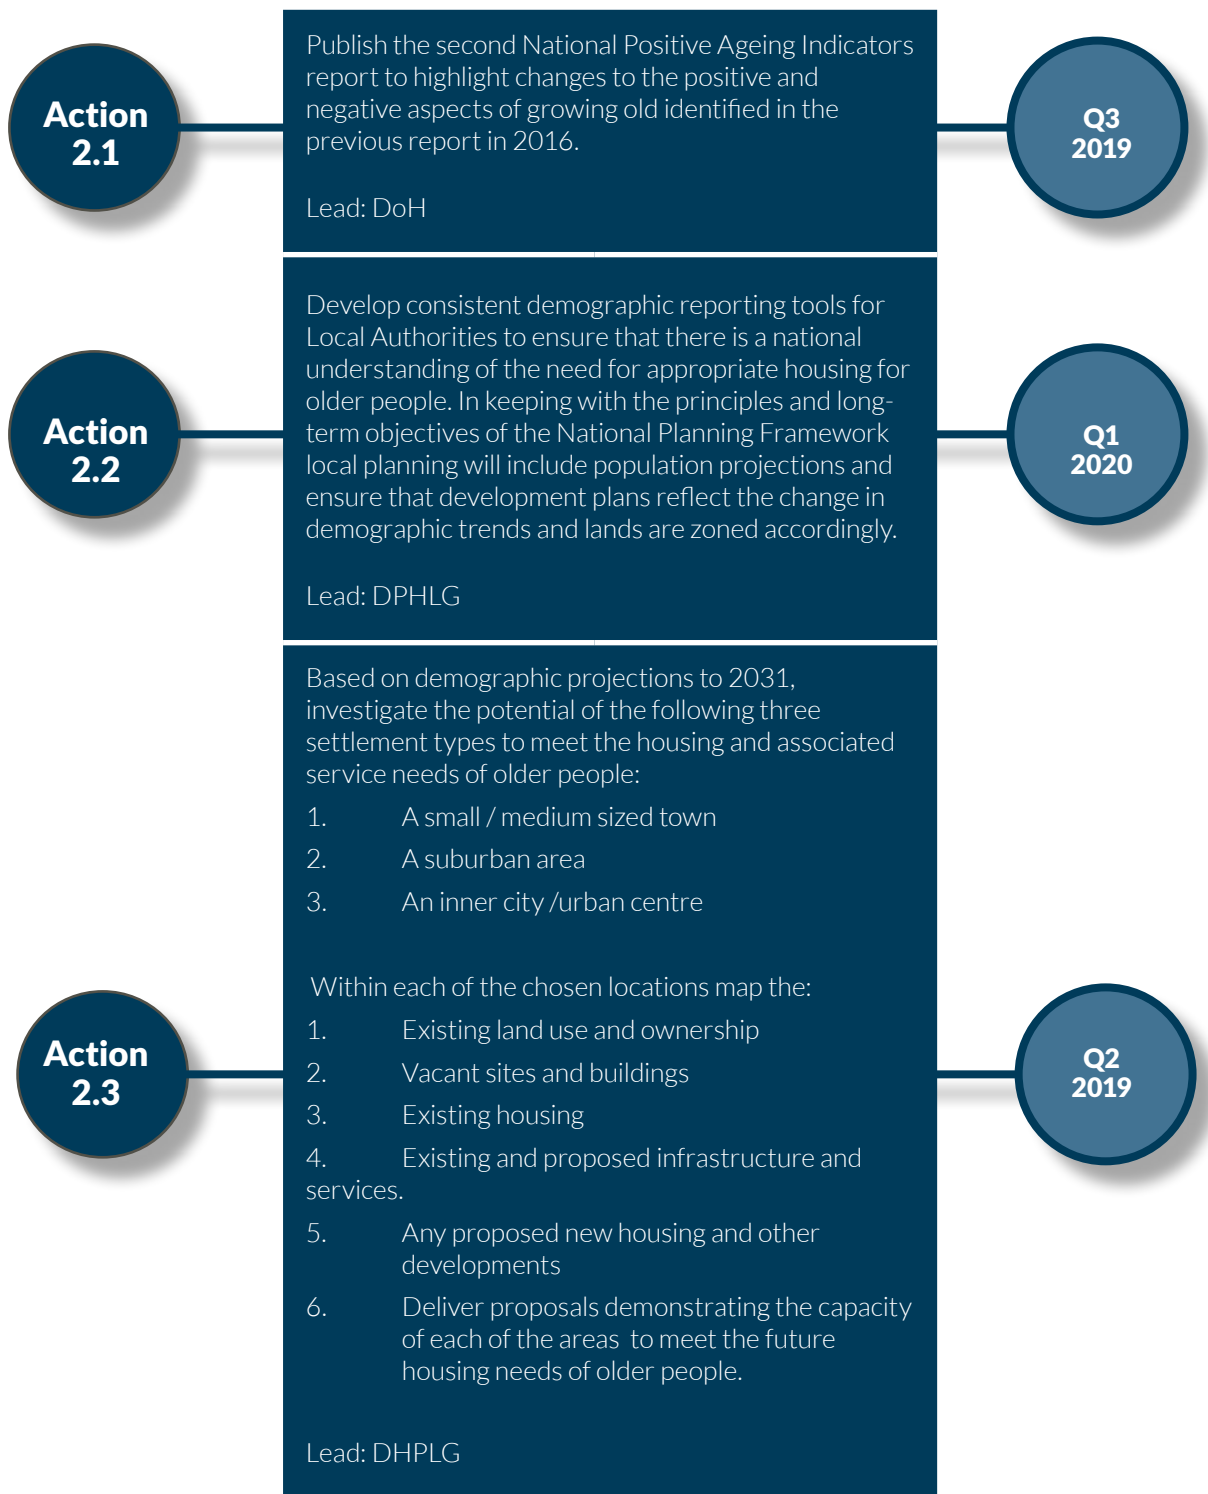 Action
2.1
Publish the second National Positive Ageing Indicators
report to highlight changes to the positive and
negative aspects of growing old identified in the
previous report in 2016.
Lead: DoH
Q3
2019
Action
2.2
Develop consistent demographic reporting tools for
Local Authorities to ensure that there is a national
understanding of the need for appropriate housing for
older people. In keeping with the principles and long-
term objectives of the National Planning Framework
local planning will include population projections and
ensure that development plans reflect the change in
demographic trends and lands are zoned accordingly.
Lead: DPHLG
Q1
2020
Action
2.3
Based on demographic projections to 2031,
investigate the potential of the following three
settlement types to meet the housing and associated
service needs of older people:
1. A small / medium sized town
2. A suburban area
3. An inner city /urban centre
Within each of the chosen locations map the:
1. Existing land use and ownership
2. Vacant sites and buildings
3. Existing housing
4. Existing and proposed infrastructure and
services.
5. Any proposed new housing and other
developments
6. Deliver proposals demonstrating the capacity
of each of the areas to meet the future
housing needs of older people.
Lead: DHPLG
Q2
2019